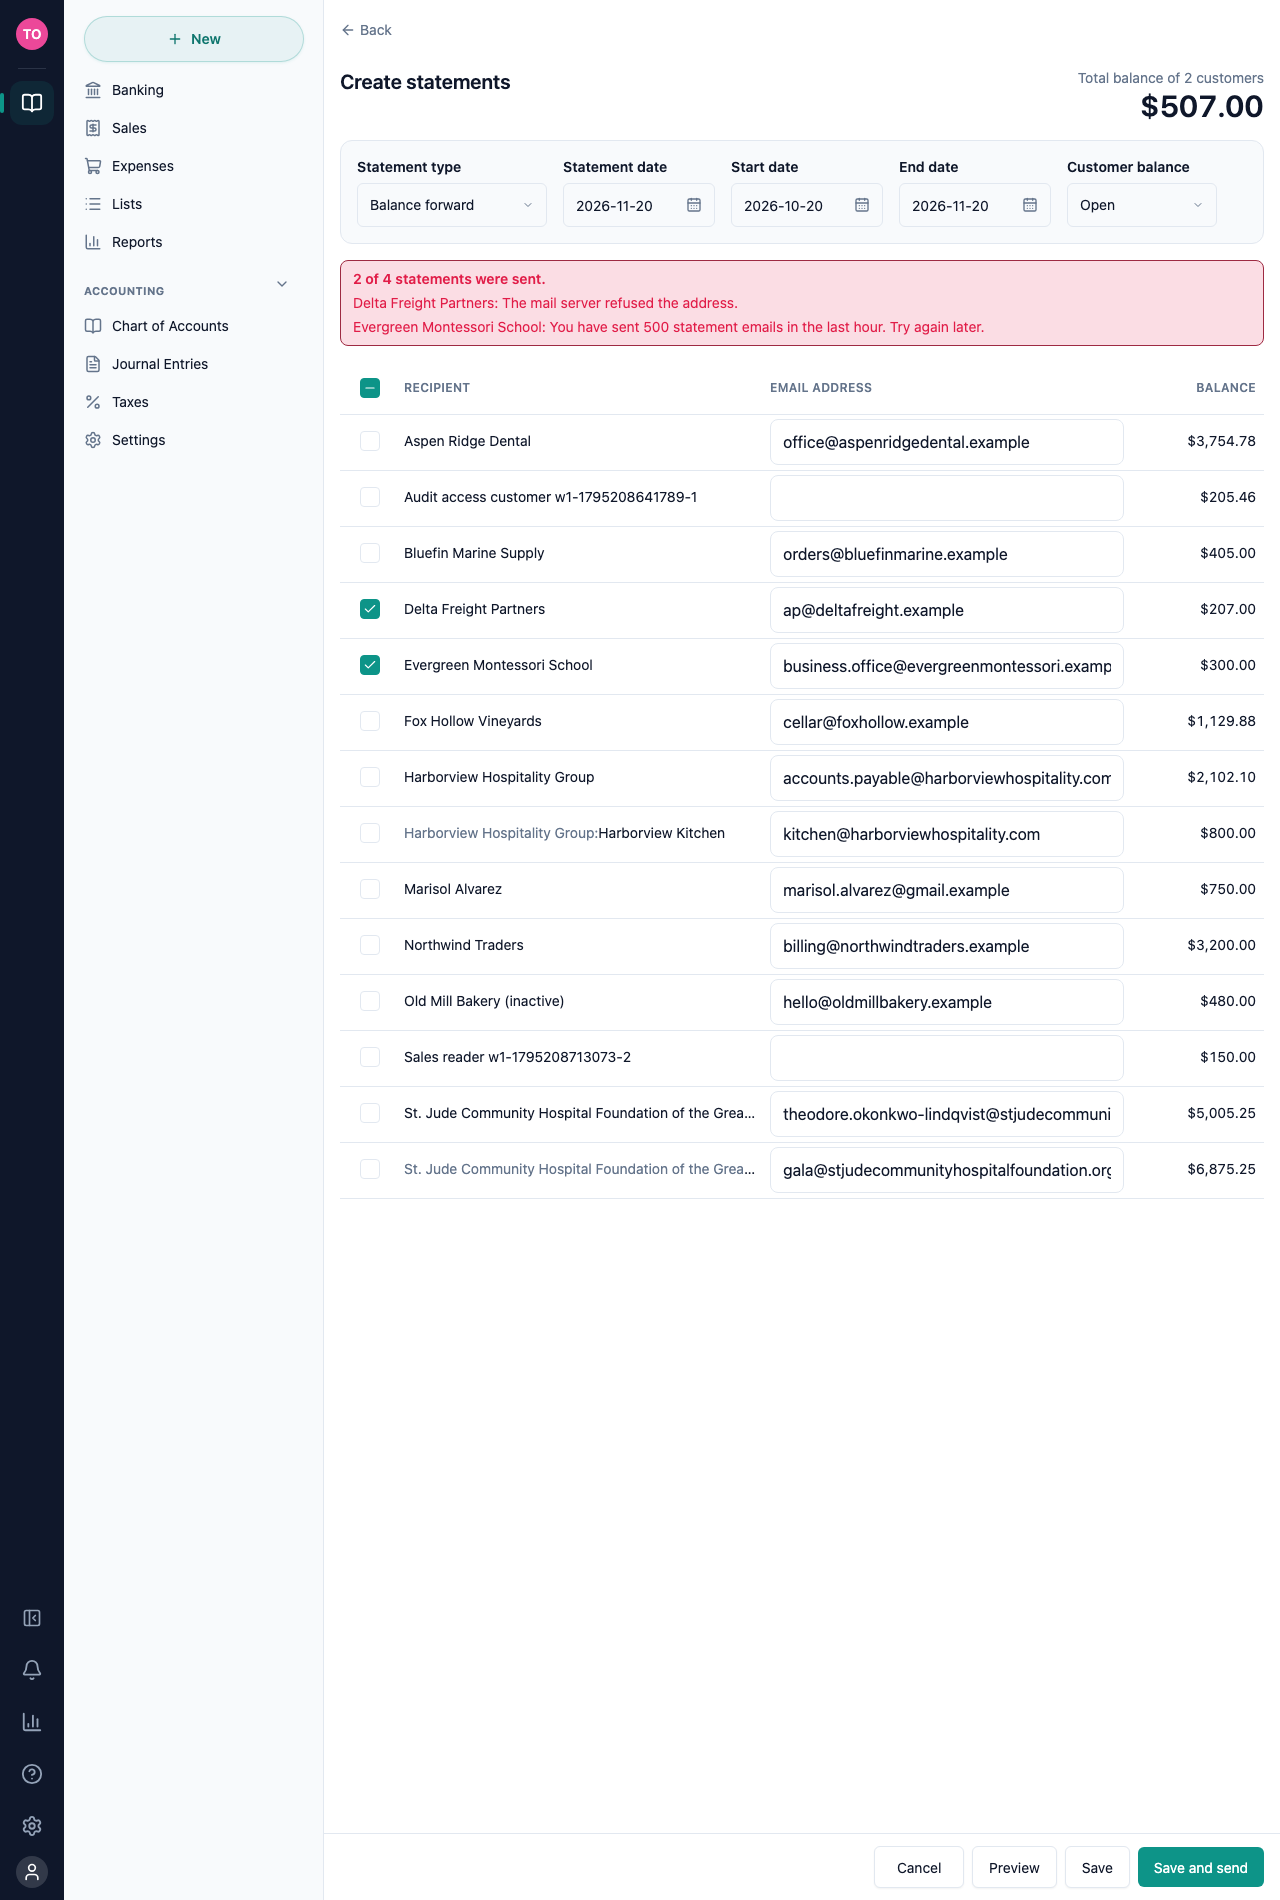 TO
New
Banking
Sales
Expenses
Lists
Reports
ACCOUNTING
Chart of Accounts
Journal Entries
Taxes
Settings
Back
Create statements
Total balance of 2 customers
$507.00
Statement type
Statement date
Start date
End date
Customer balance
Balance forward
2026-11-20
2026-10-20
2026-11-20
Open
2 of 4 statements were sent.
Delta Freight Partners: The mail server refused the address.
Evergreen Montessori School: You have sent 500 statement emails in the last hour. Try again later.
RECIPIENT EMAIL ADDRESS BALANCE
Aspen Ridge Dental office@aspenridgedental.example $3,754.78
Audit access customer w1-1795208641789-1 $205.46
Bluefin Marine Supply orders@bluefinmarine.example $405.00
Delta Freight Partners ap@deltafreight.example $207.00
Evergreen Montessori School business.office@evergreenmontessori.examp $300.00
Fox Hollow Vineyards cellar@foxhollow.example $1,129.88
Harborview Hospitality Group accounts.payable@harborviewhospitality.com $2,102.10
Harborview Hospitality Group:Harborview Kitchen kitchen@harborviewhospitality.com $800.00
Marisol Alvarez marisol.alvarez@gmail.example $750.00
Northwind Traders billing@northwindtraders.example $3,200.00
Old Mill Bakery (inactive) hello@oldmillbakery.example $480.00
Sales reader w1-1795208713073-2 $150.00
St. Jude Community Hospital Foundation of the Grea... theodore.okonkwo-lindqvist@stjudecommuni $5,005.25
St. Jude Community Hospital Foundation of the Grea... gala@stjudecommunityhospitalfoundation.org $6,875.25
Cancel
Preview
Save
Save and send